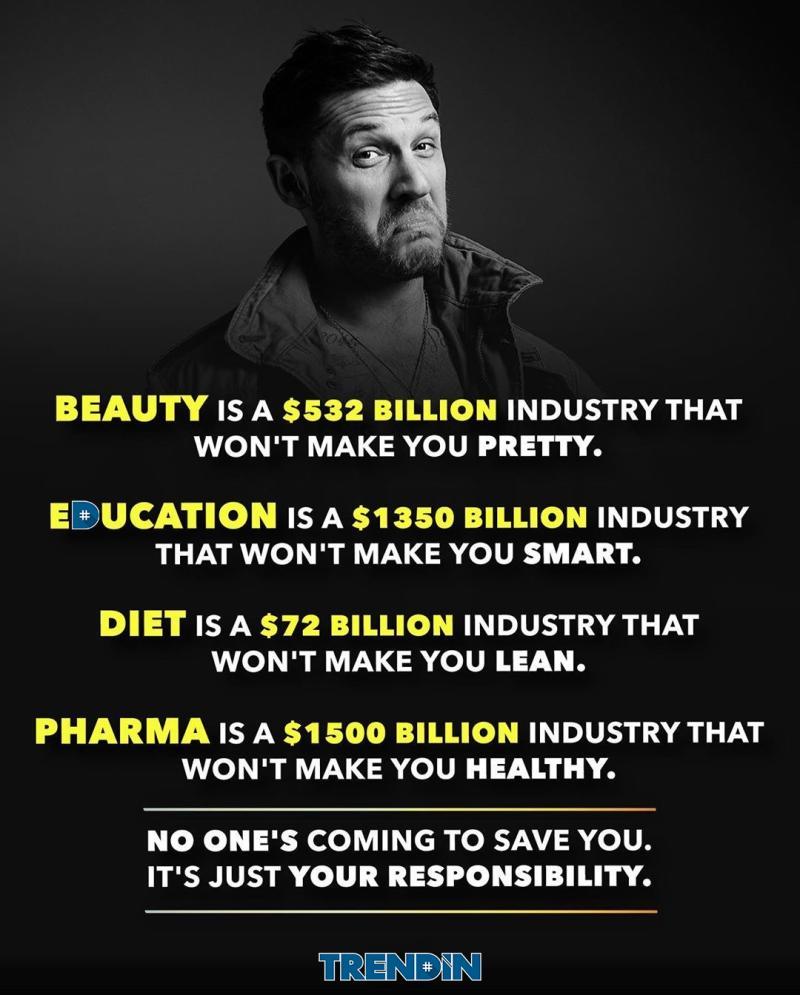 BEAUTY IS A $532 BILLION INDUSTRY THAT
WON'T MAKE YOU PRETTY.
EDUCATION IS A $1350 BILLION INDUSTRY
THAT WON'T MAKE YOU SMART.
DIET IS A $72 BILLION INDUSTRY THAT
WON'T MAKE YOU LEAN.
PHARMA IS A $1500 BILLION INDUSTRY THAT
WON'T MAKE YOU HEALTHY.
NO ONE'S COMING TO SAVE YOU.
IT'S JUST YOUR RESPONSIBILITY.
TRENDIN